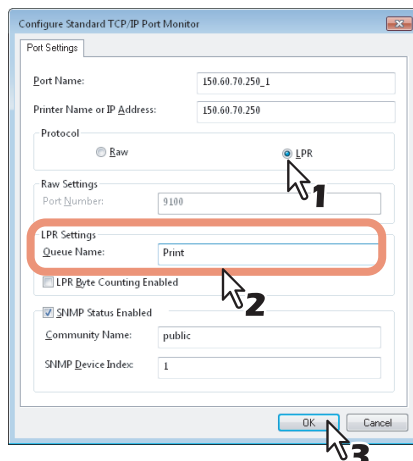 Configure Standard TCP/IP Port Monitor
Port Settings
Port Name: 150.60.70.250_1
Printer Name or IP Address: 150.60.70.250
Protocol
Raw LPR
1
Raw Settings
Port Number: 9100
LPR Settings
Queue Name: Print
LPR Byte Counting Enabled
2
SNMP Status Enabled
Community Name: public
SNMP Device Index: 1
OK Cancel
3